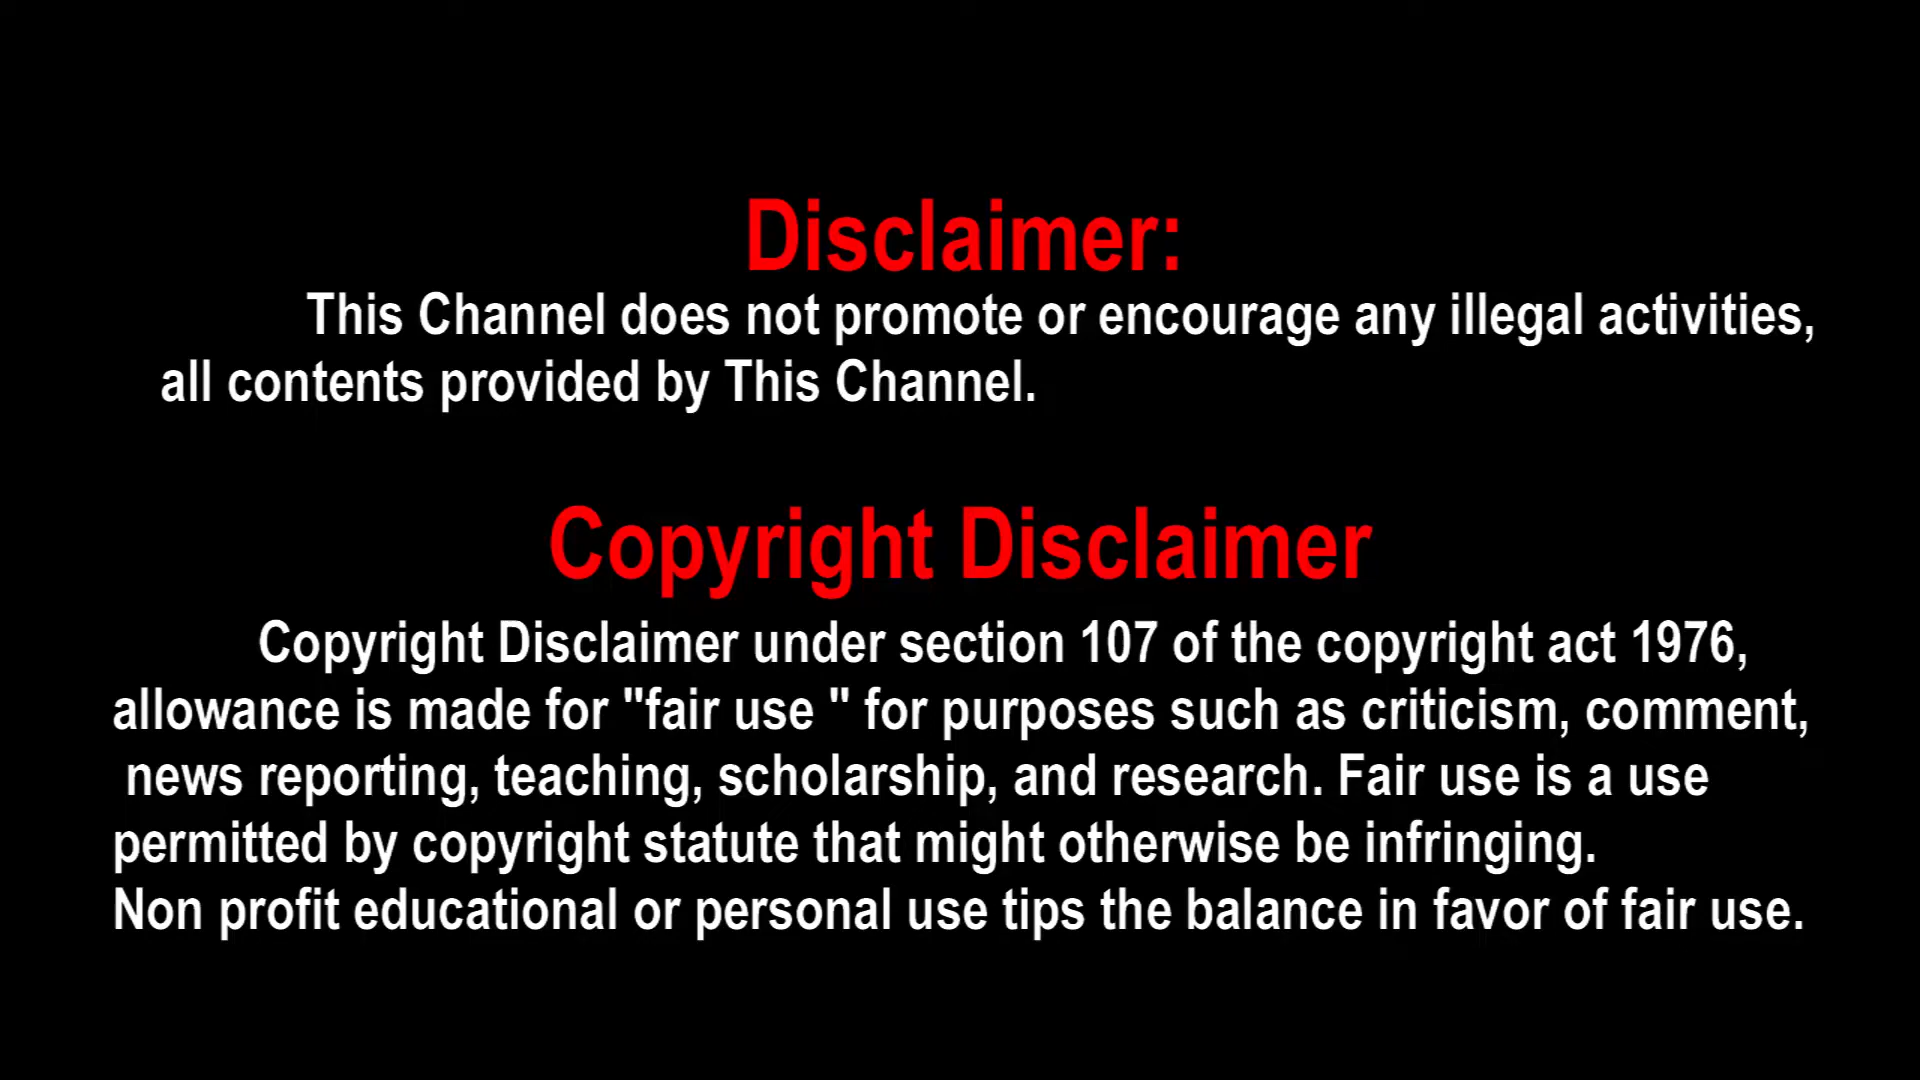 Disclaimer:
This Channel does not promote or encourage any illegal activities,
all contents provided by This Channel.
Copyright Disclaimer
Copyright Disclaimer under section 107 of the copyright act 1976,
allowance is made for "fair use " for purposes such as criticism, comment,
news reporting, teaching, scholarship, and research. Fair use is a use
permitted by copyright statute that might otherwise be infringing.
Non profit educational or personal use tips the balance in favor of fair use.